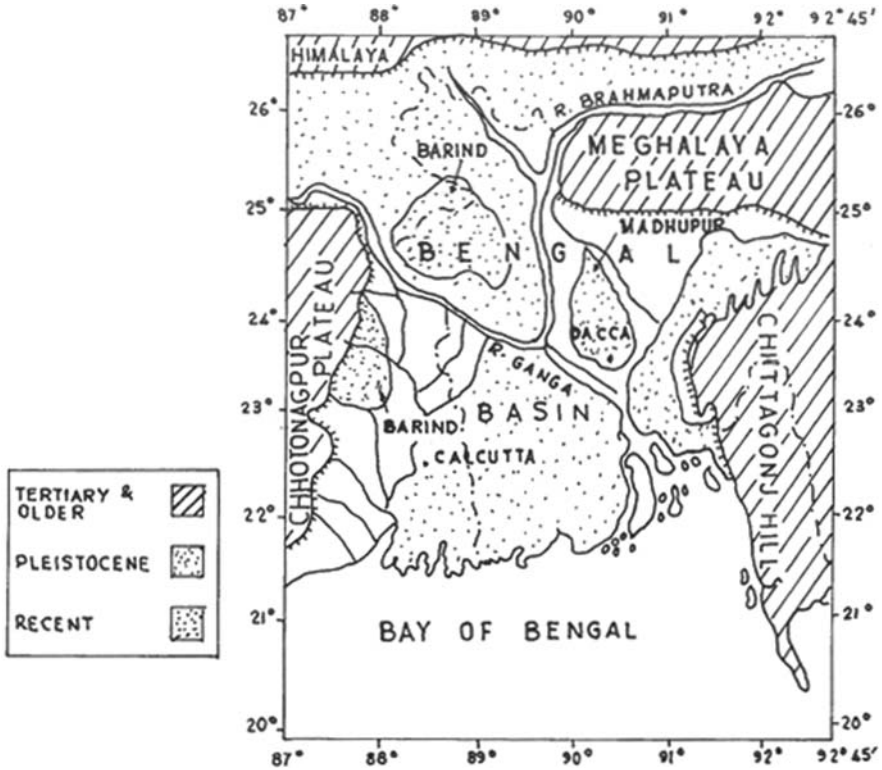 87° 88° 89° 90° 91° 92° 92°45′
HIMALAYA
26° 26°
R. BRAHMAPUTRA
BARIND
MEGHALAYA
PLATEAU
25° 25°
MADHUPUR
BENGAL
CHHOTONAGPUR
PLATEAU
24° 24°
DACCA
CHITTAGONJ HILL
R. GANGA
23° 23°
BASIN
BARIND
CALCUTTA
TERTIARY &
OLDER
22° 22°
PLEISTOCENE
21° 21°
RECENT
BAY OF BENGAL
20° 20°
87° 88° 89° 90° 91° 92° 92°45′